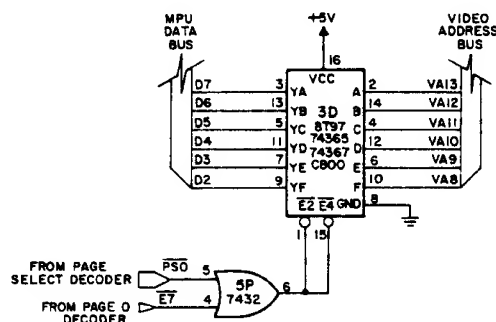 MPU
DATA
BUS
+5V
VIDEO
ADDRESS
BUS
16
VCC
D7 3 YA A 2 VA13
D6 13 YB 3D B 14 VA12
D5 5 YC 8T97 C 4 VA11
D4 11 YD 74365 D 12 VA10
D3 7 YE 74367 E 6 VA9
D2 9 YF C800 F 10 VA8
E2 E4 GND 8
1 15
FROM PAGE
SELECT DECODER
PS0 5
5P
7432
6
FROM PAGE 0
DECODER
E7 4